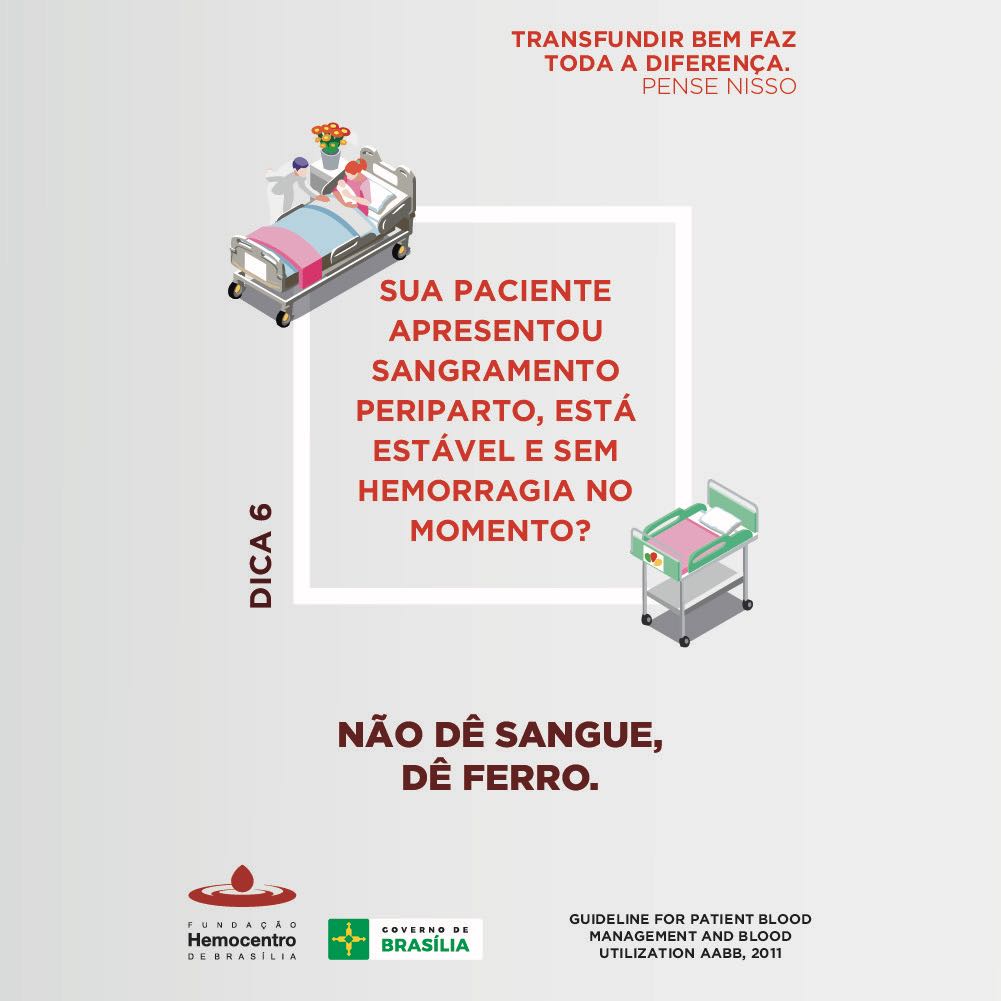 TRANSFUNDIR BEM FAZ
TODA A DIFERENÇA.
PENSE NISSO
SUA PACIENTE
APRESENTOU
SANGRAMENTO
PERIPARTO, ESTÁ
ESTÁVEL E SEM
HEMORRAGIA NO
MOMENTO?
DICA 6
NÃO DÊ SANGUE,
DÊ FERRO.
FUNDAÇÃO
Hemocentro
DE BRASÍLIA
GOVERNO DE
BRASÍLIA
GUIDELINE FOR PATIENT BLOOD
MANAGEMENT AND BLOOD
UTILIZATION AABB, 2011